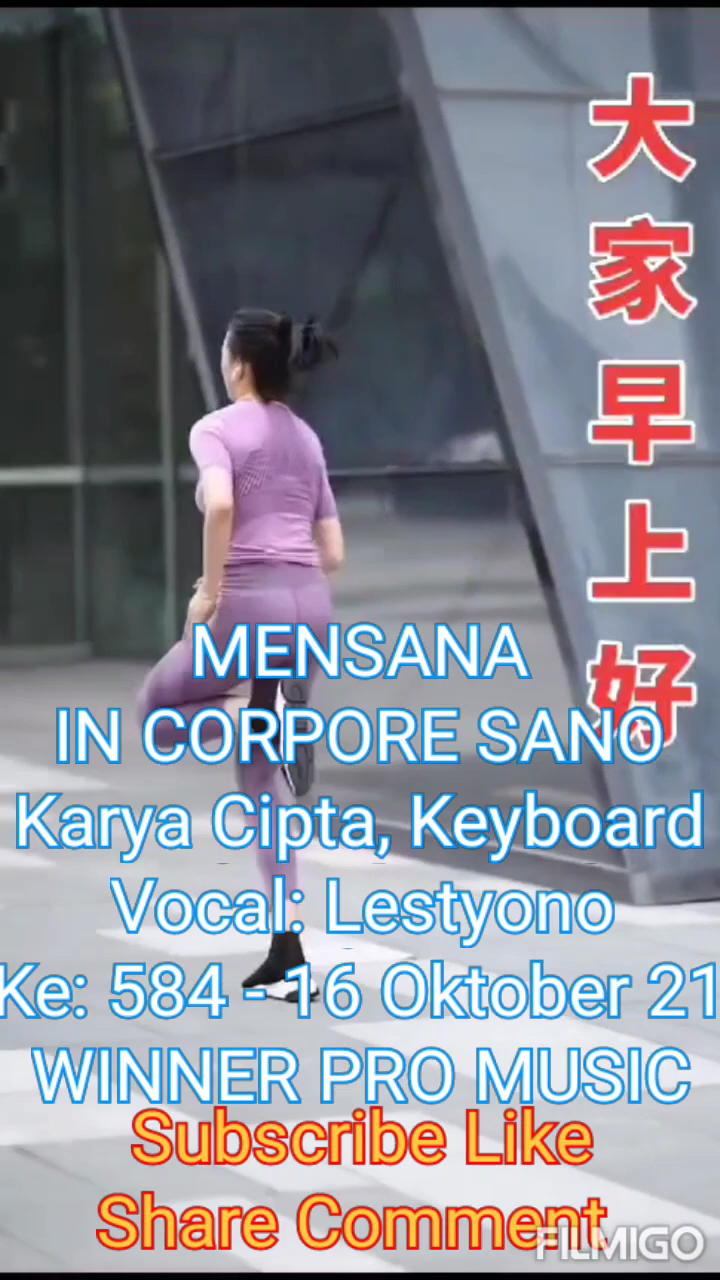 大家早上好
MENSANA
IN CORPORE SANO
Karya Cipta, Keyboard
Vocal: Lestyono
Ke: 584 - 16 Oktober 21
WINNER PRO MUSIC
Subscribe Like
Share Comment
FILMIGO